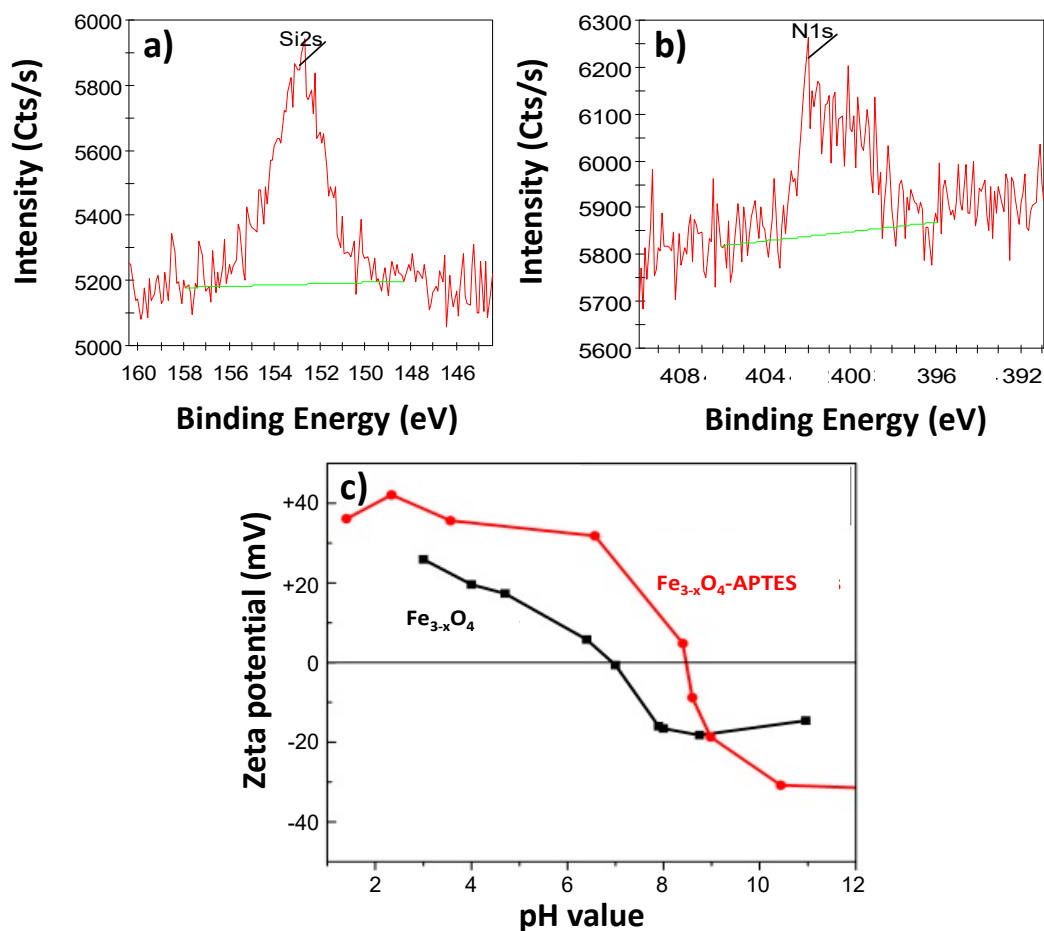 a)
Si2s
6000
5800
5600
5400
5200
5000
Intensity (Cts/s)
160 158 156 154 152 150 148 146
Binding Energy (eV)
b)
N1s
6300
6200
6100
6000
5900
5800
5700
5600
Intensity (Cts/s)
408 404 400 396 392
Binding Energy (eV)
c)
+40
+20
0
-20
-40
Zeta potential (mV)
Fe3-xO4-APTES
Fe3-xO4
2 4 6 8 10 12
pH value